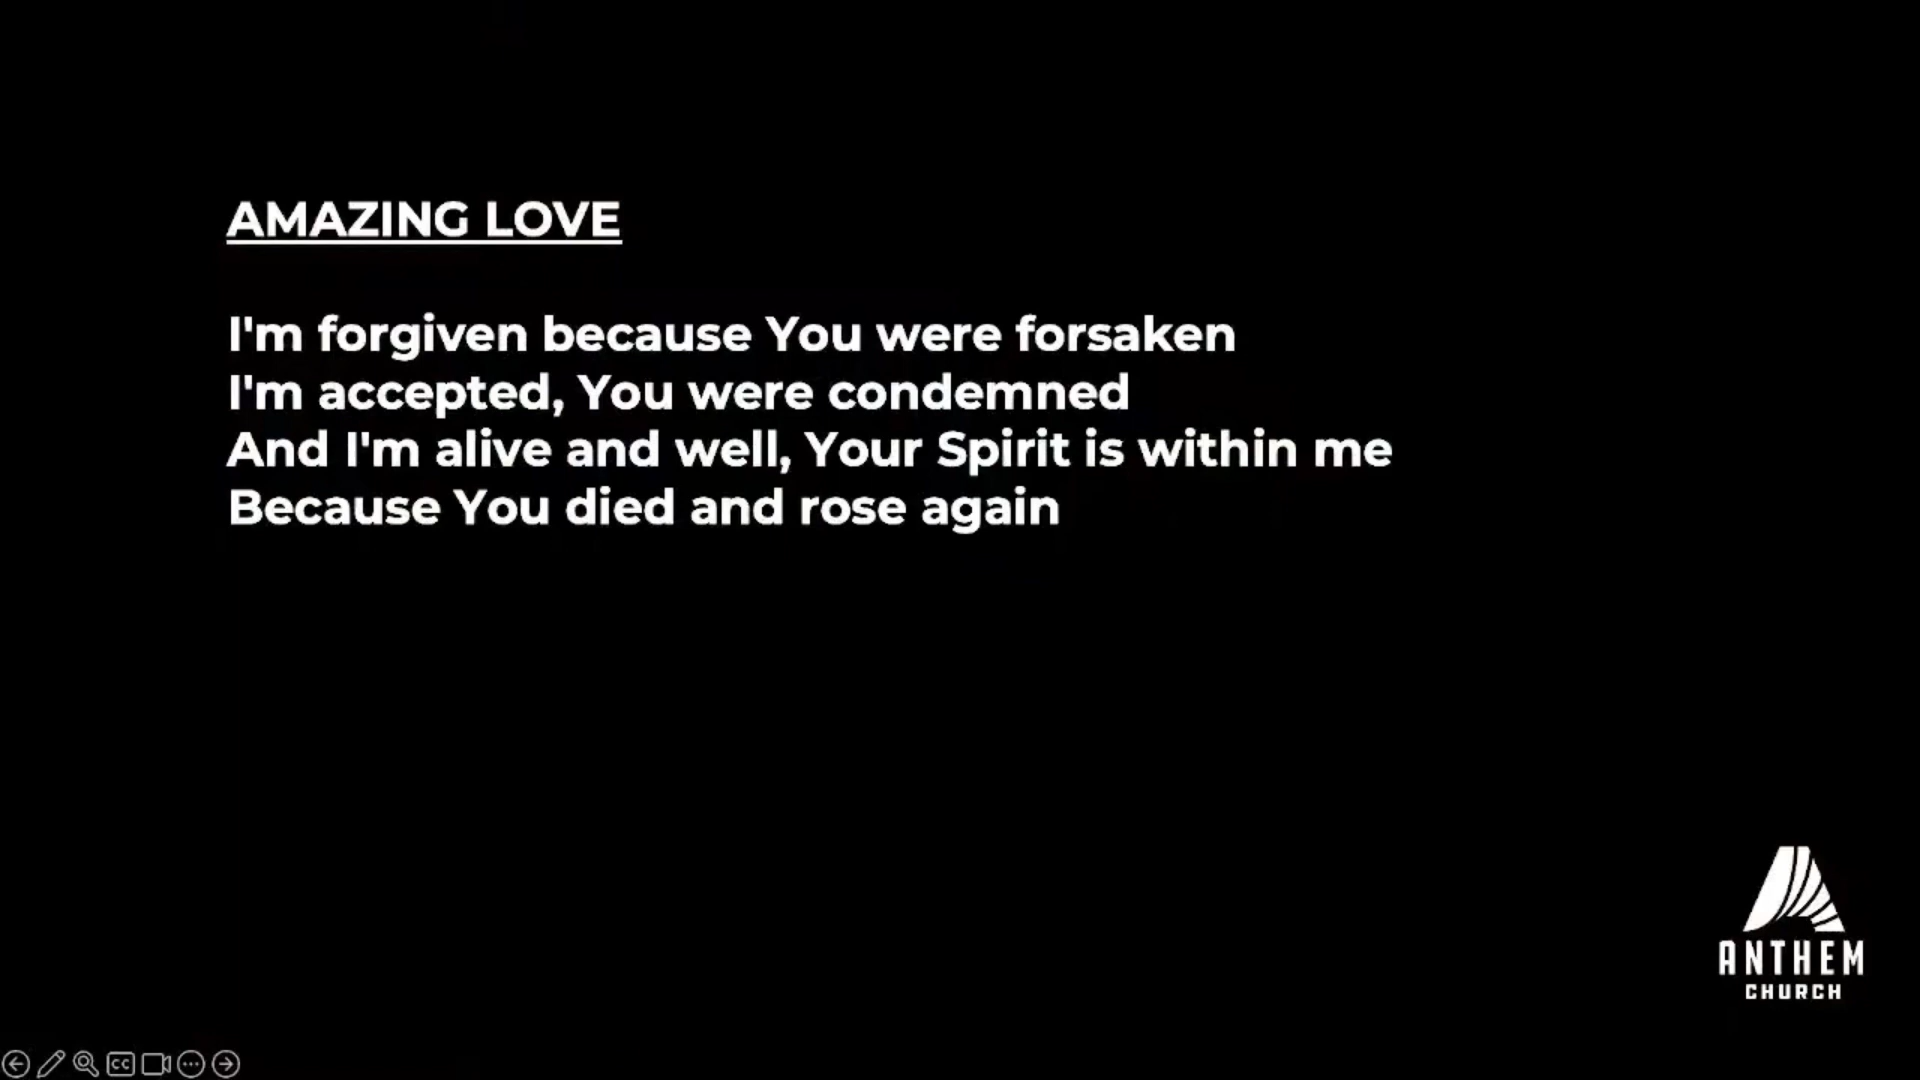 AMAZING LOVE
I'm forgiven because You were forsaken
I'm accepted, You were condemned
And I'm alive and well, Your Spirit is within me
Because You died and rose again
ANTHEM
CHURCH
CC